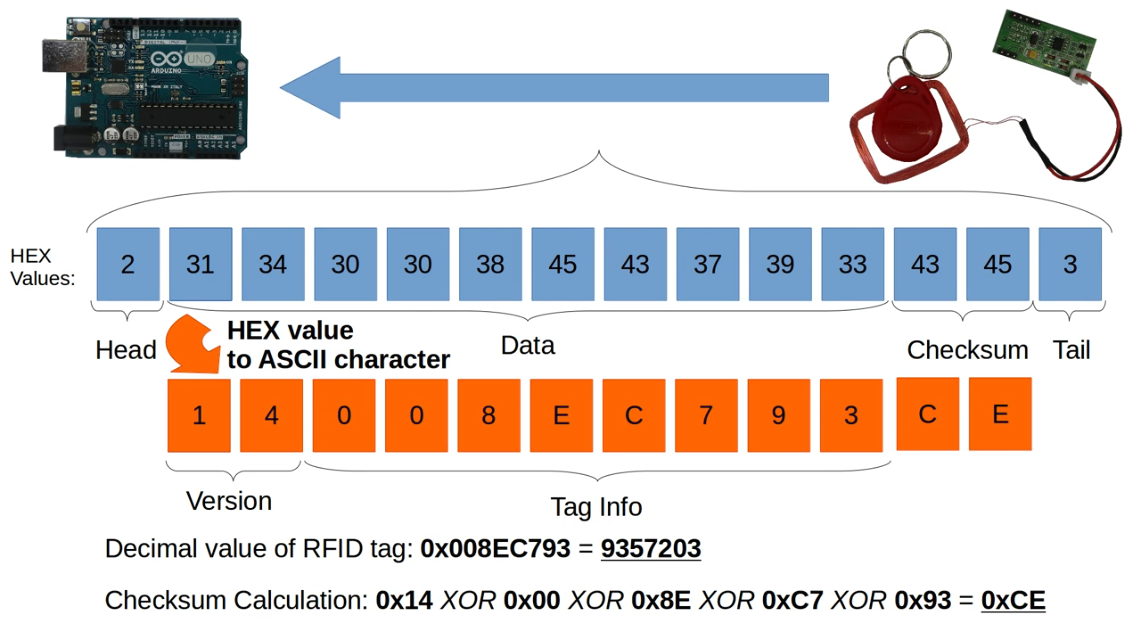 UNO
ARDUINO
MADE IN ITALY
HEX
Values:
2 31 34 30 30 38 45 43 37 39 33 43 45 3
Head Data Checksum Tail
HEX value
to ASCII character
1 4 0 0 8 E C 7 9 3 C E
Version Tag Info
Decimal value of RFID tag: 0x008EC793 = 9357203
Checksum Calculation: 0x14 XOR 0x00 XOR 0x8E XOR 0xC7 XOR 0x93 = 0xCE